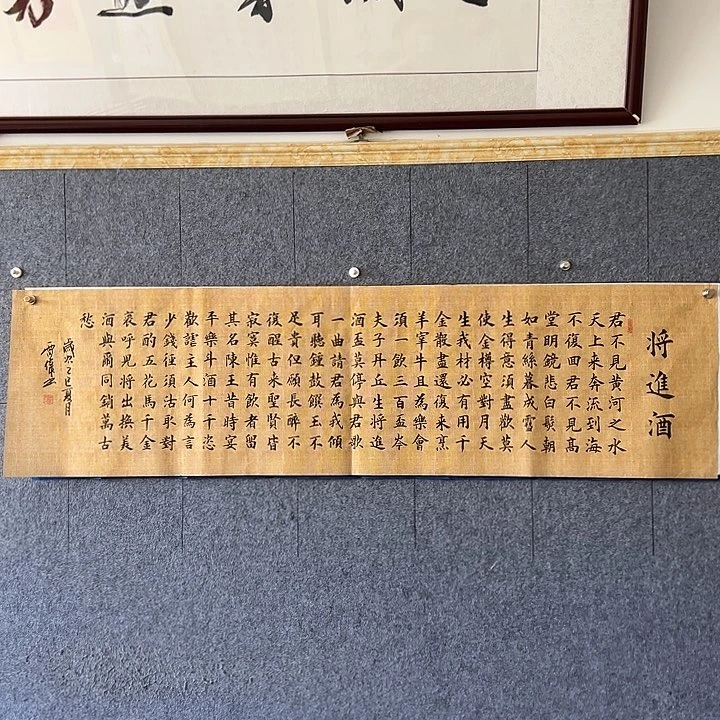 將進酒
君不見黃河之水
天上来奔流到海
不復回君不見高
堂明鏡悲白髮朝
如青絲暮成雪人
生得意須盡歡莫
使金樽空對月天
生我材必有用千
金散盡還復来烹
羊宰牛且為樂會
須一飲三百盃岑
夫子丹丘生將進
酒盃莫停與君歌
一曲請君為我傾
耳聽鐘鼓饌玉不
足貴但願長醉不
復醒古来聖賢皆
寂寞惟有飲者留
其名陳王昔時宴
平樂斗酒十千恣
歡謔主人何為言
少錢徑須沽取對
君酌五花馬千金
裘呼兒將出換美
酒與爾同銷萬古
愁
歲次乙巳夏月